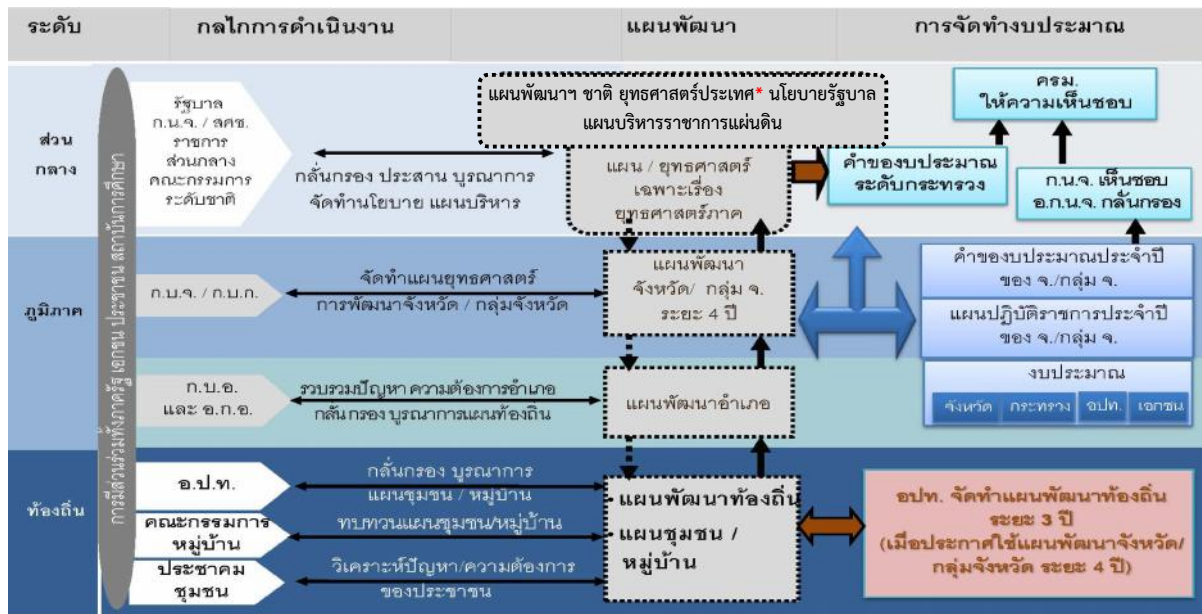 ระดับ
กลไกการดำเนินงาน
แผนพัฒนา
การจัดทำงบประมาณ
ส่วน
กลาง
การมีส่วนร่วมทั้งภาครัฐ เอกชน ประชาชน สถาบันการศึกษา
รัฐบาล
ก.น.จ. / สศช.
ราชการ
ส่วนกลาง
คณะกรรมการ
ระดับชาติ
กลั่นกรอง ประสาน บูรณาการ
จัดทำนโยบาย แผนบริหาร
แผนพัฒนาฯ ชาติ ยุทธศาสตร์ประเทศ* นโยบายรัฐบาล
แผนบริหารราชการแผ่นดิน
แผน / ยุทธศาสตร์
เฉพาะเรื่อง
ยุทธศาสตร์ภาค
คำของบประมาณ
ระดับกระทรวง
ครม.
ให้ความเห็นชอบ
ก.น.จ. เห็นชอบ
อ.ก.น.จ. กลั่นกรอง
ภูมิภาค
ก.บ.จ. / ก.บ.ก.
จัดทำแผนยุทธศาสตร์
การพัฒนาจังหวัด / กลุ่มจังหวัด
แผนพัฒนา
จังหวัด/ กลุ่ม จ.
ระยะ 4 ปี
คำของบประมาณประจำปี
ของ จ./กลุ่ม จ.
แผนปฏิบัติราชการประจำปี
ของ จ./กลุ่ม จ.
ก.บ.อ.
และ อ.ก.อ.
รวบรวมปัญหา ความต้องการอำเภอ
กลั่นกรอง บูรณาการแผนท้องถิ่น
แผนพัฒนาอำเภอ
งบประมาณ
จังหวัด
กระทรวง
อปท.
เอกชน
ท้องถิ่น
อ.ป.ท.
กลั่นกรอง บูรณาการ
แผนชุมชน / หมู่บ้าน
คณะกรรมการ
หมู่บ้าน
ทบทวนแผนชุมชน/หมู่บ้าน
ประชาคม
ชุมชน
วิเคราะห์ปัญหา/ความต้องการ
ของประชาชน
- แผนพัฒนาท้องถิ่น
- แผนชุมชน /
หมู่บ้าน
อปท. จัดทำแผนพัฒนาท้องถิ่น
ระยะ 3 ปี
(เมื่อประกาศใช้แผนพัฒนาจังหวัด/
กลุ่มจังหวัด ระยะ 4 ปี)